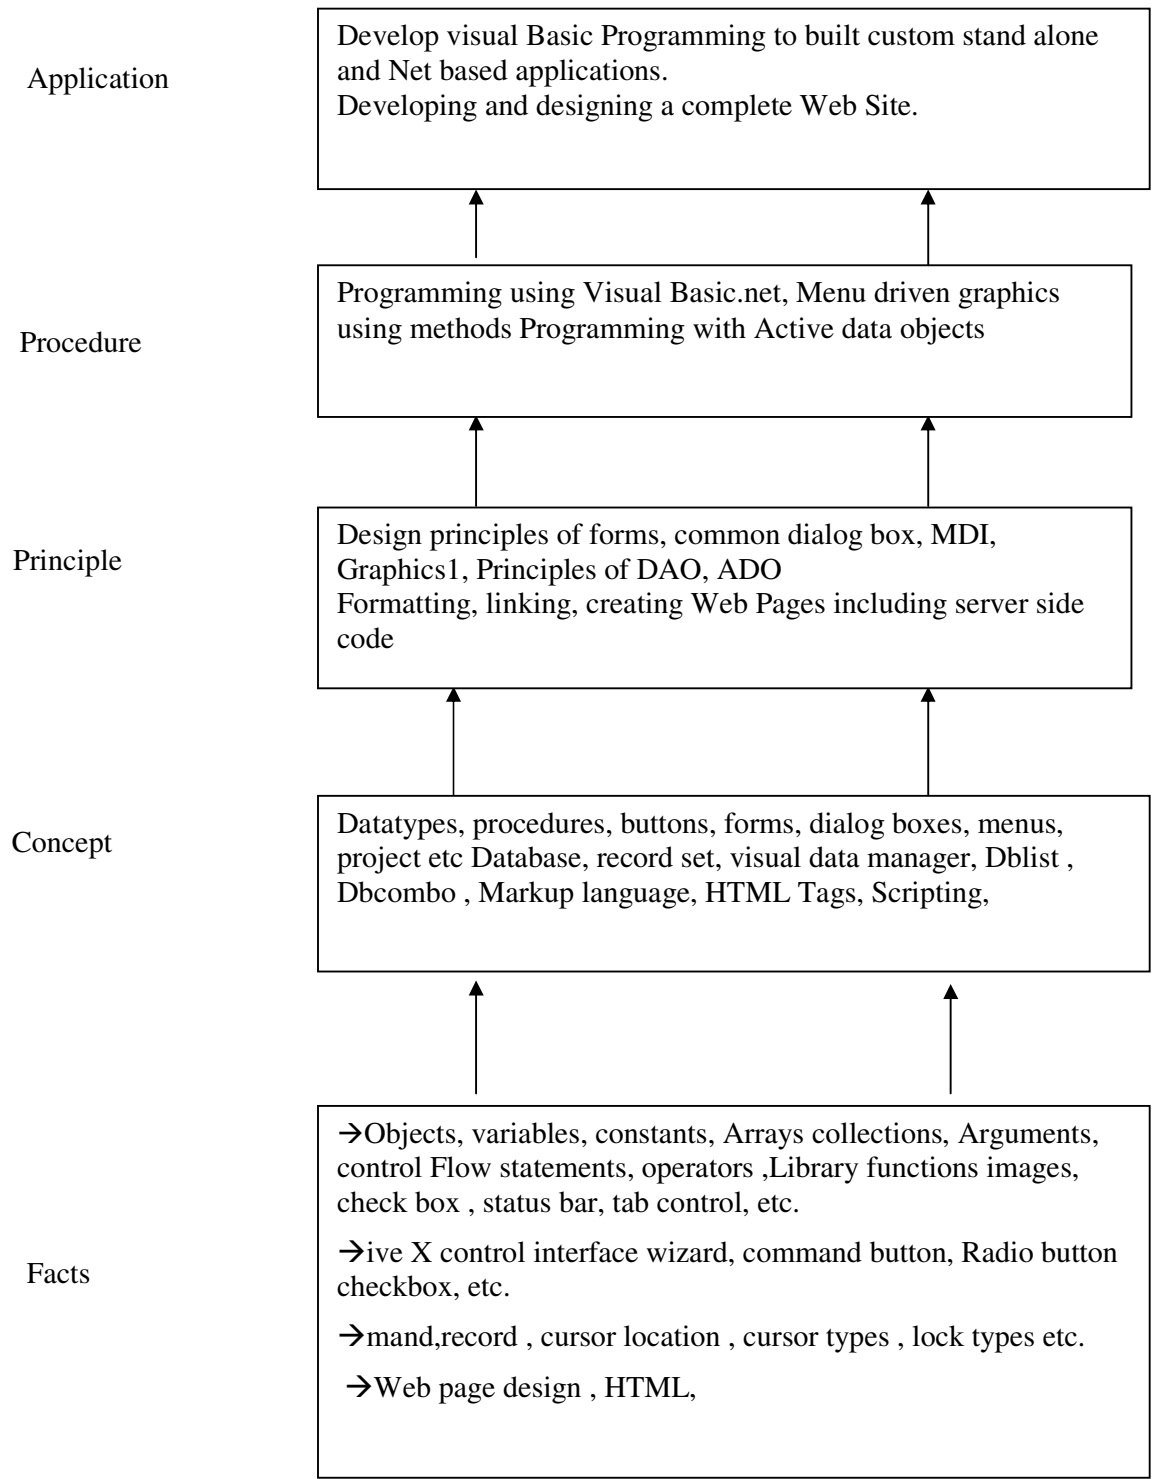 Application
Develop visual Basic Programming to built custom stand alone
and Net based applications.
Developing and designing a complete Web Site.
Procedure
Programming using Visual Basic.net, Menu driven graphics
using methods Programming with Active data objects
Principle
Design principles of forms, common dialog box, MDI,
Graphics1, Principles of DAO, ADO
Formatting, linking, creating Web Pages including server side
code
Concept
Datatypes, procedures, buttons, forms, dialog boxes, menus,
project etc Database, record set, visual data manager, Dblist ,
Dbcombo , Markup language, HTML Tags, Scripting,
Facts
→Objects, variables, constants, Arrays collections, Arguments,
control Flow statements, operators ,Library functions images,
check box , status bar, tab control, etc.
→ive X control interface wizard, command button, Radio button
checkbox, etc.
→mand,record , cursor location , cursor types , lock types etc.
→Web page design , HTML,